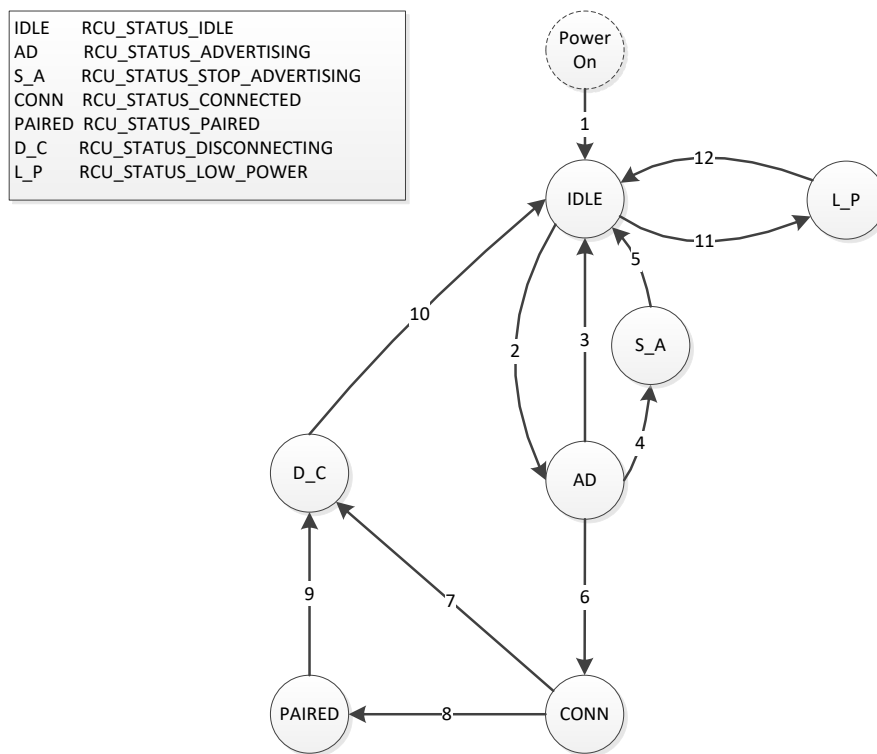 IDLE RCU_STATUS_IDLE
AD RCU_STATUS_ADVERTISING
S_A RCU_STATUS_STOP_ADVERTISING
CONN RCU_STATUS_CONNECTED
PAIRED RCU_STATUS_PAIRED
D_C RCU_STATUS_DISCONNECTING
L_P RCU_STATUS_LOW_POWER
Power
On
1
12
IDLE
L_P
11
5
10
2
3
S_A
4
D_C
AD
9
7
6
PAIRED
8
CONN